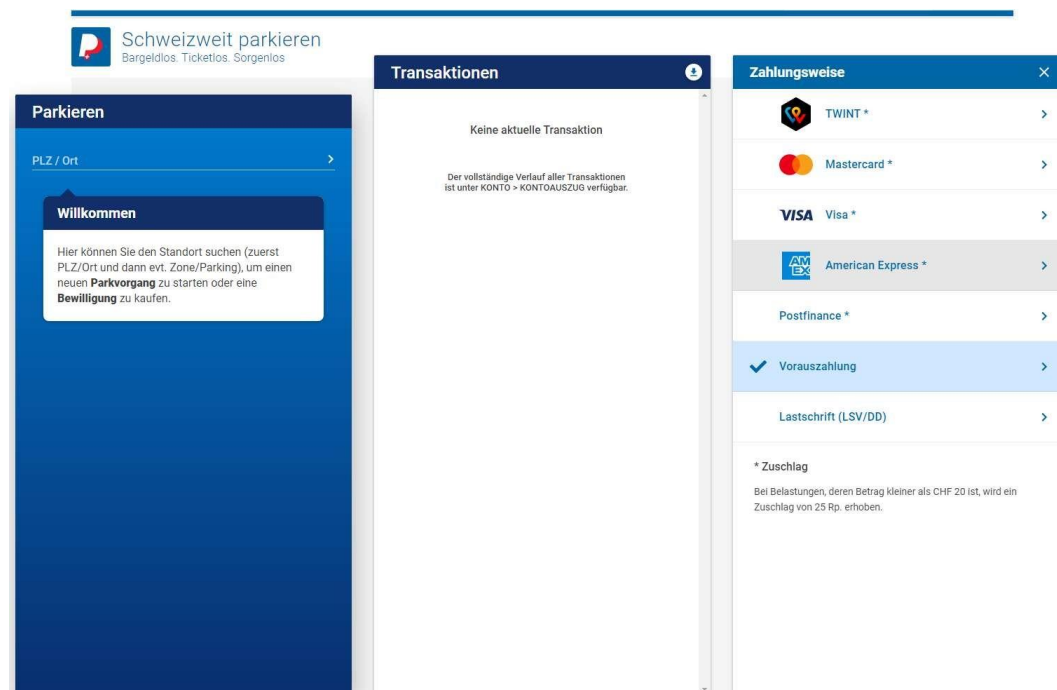 Schweizweit parkieren
Bargeldlos. Ticketlos. Sorgenlos
Parkieren
PLZ / Ort
Willkommen
Hier können Sie den Standort suchen (zuerst
PLZ/Ort und dann evt. Zone/Parking), um einen
neuen Parkvorgang zu starten oder eine
Bewilligung zu kaufen.
Transaktionen
Keine aktuelle Transaktion
Der vollständige Verlauf aller Transaktionen
ist unter KONTO > KONTOAUSZUG verfügbar.
Zahlungsweise
TWINT *
Mastercard *
VISA Visa *
AM
EX
American Express *
Postfinance *
Vorauszahlung
Lastschrift (LSV/DD)
* Zuschlag
Bei Belastungen, deren Betrag kleiner als CHF 20 ist, wird ein
Zuschlag von 25 Rp. erhoben.